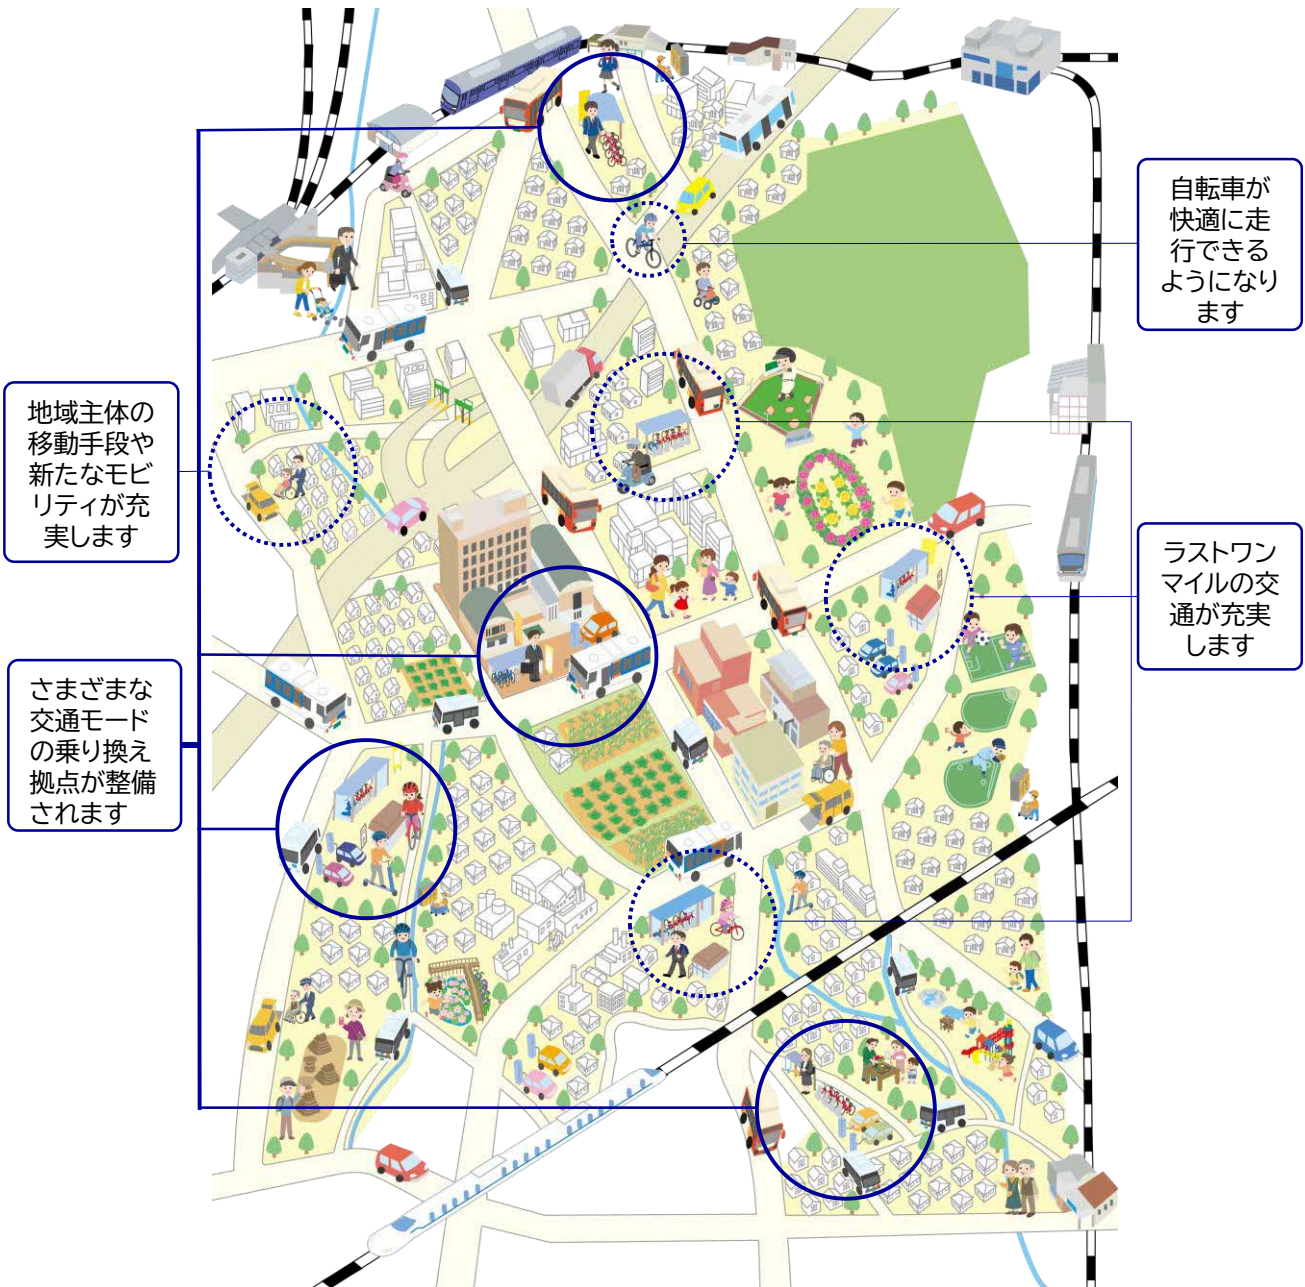 自転車が
快適に走
行できる
ようになり
ます
地域主体の
移動手段や
新たなモビ
リティが充
実します
ラストワン
マイルの交
通が充実
します
さまざまな
交通モード
の乗り換え
拠点が整備
されます